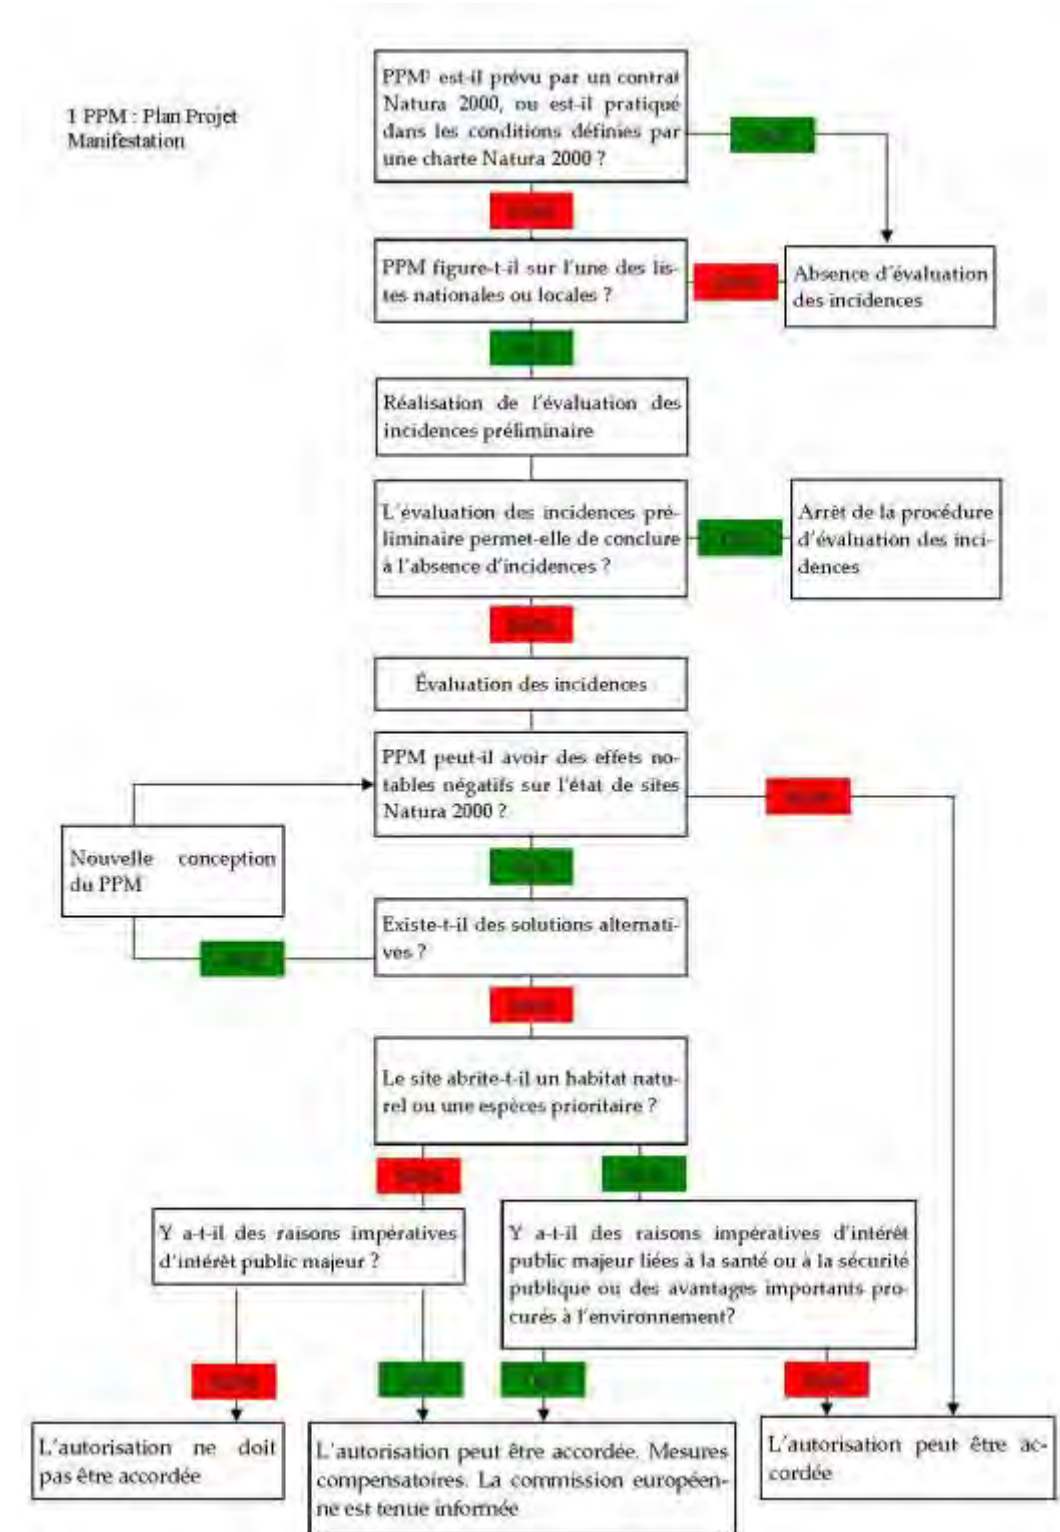 PPM¹ est-il prévu par un contrat
Natura 2000, ou est-il pratiqué
dans les conditions définies par
une charte Natura 2000 ?
1 PPM : Plan Projet
Manifestation
PPM figure-t-il sur l'une des lis-
tes nationales ou locales ?
Absence d'évaluation
des incidences
Réalisation de l'évaluation des
incidences préliminaire
L'évaluation des incidences pré-
liminaire permet-elle de conclure
à l'absence d'incidences ?
Arrêt de la procédure
d'évaluation des inci-
dences
Évaluation des incidences
PPM peut-il avoir des effets no-
tables négatifs sur l'état de sites
Natura 2000 ?
Nouvelle conception
du PPM
Existe-t-il des solutions alternati-
ves ?
Le site abrite-t-il un habitat natu-
rel ou une espèces prioritaire ?
Y a-t-il des raisons impératives
d'intérêt public majeur ?
Y a-t-il des raisons impératives d'intérêt
public majeur liées à la santé ou à la sécurité
publique ou des avantages importants pro-
curés à l'environnement?
L'autorisation ne doit
pas être accordée
L'autorisation peut être accordée. Mesures
compensatoires. La commission européen-
ne est tenue informée
L'autorisation peut être ac-
cordée